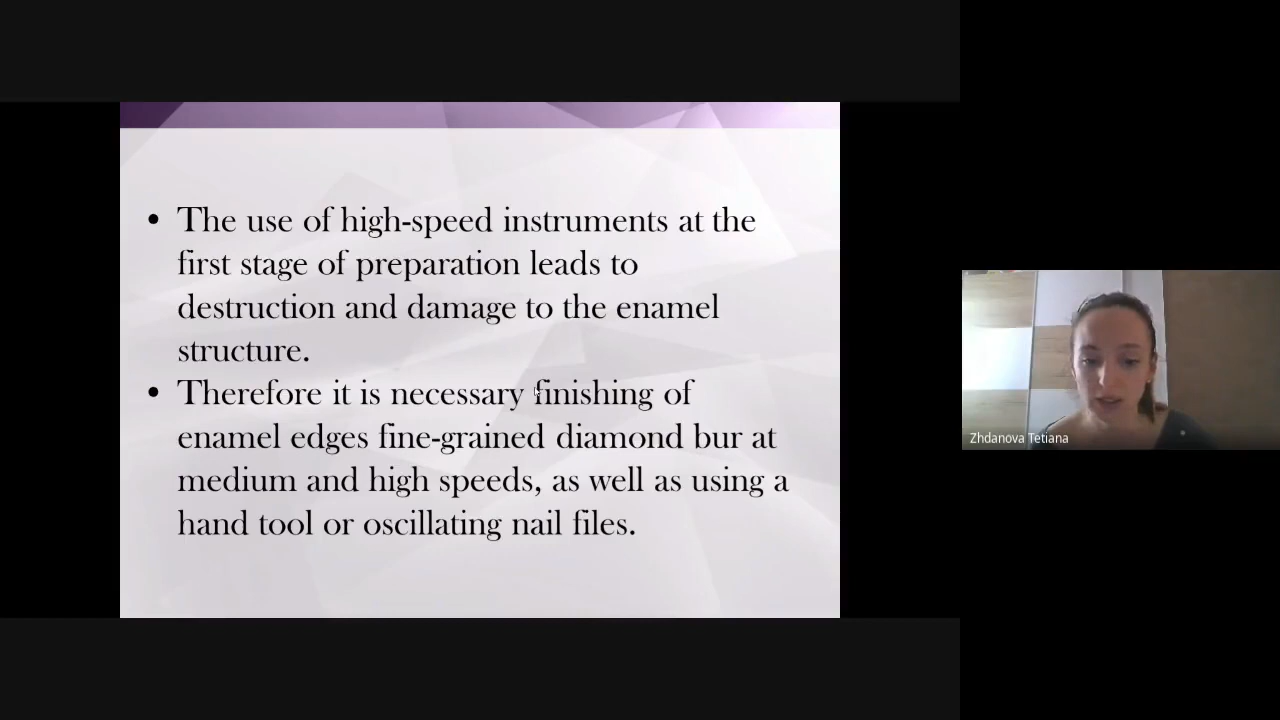 • The use of high-speed instruments at the
first stage of preparation leads to
destruction and damage to the enamel
structure.
• Therefore it is necessary finishing of
enamel edges fine-grained diamond bur at
medium and high speeds, as well as using a
hand tool or oscillating nail files.
Zhdanova Tetiana